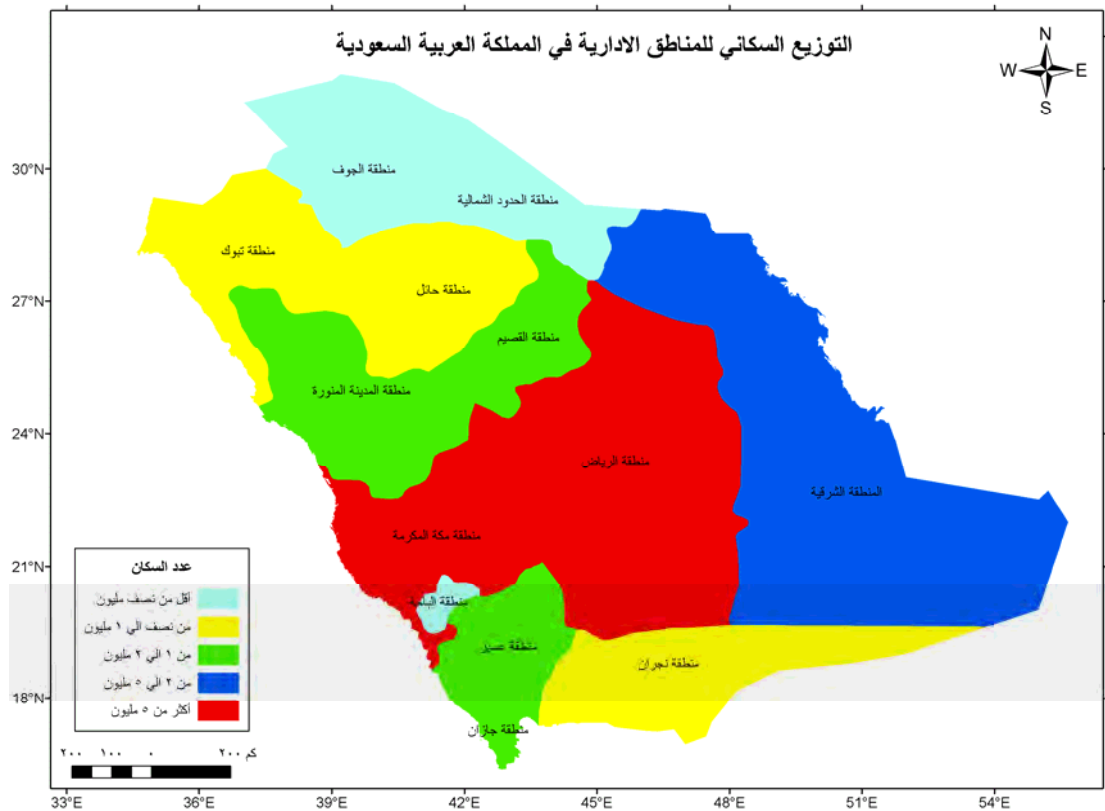 التوزيع السكاني للمناطق الادارية في المملكة العربية السعودية
N
W E
S
30°N
27°N
24°N
21°N
18°N
منطقة الجوف
منطقة الحدود الشمالية
منطقة تبوك
منطقة حائل
منطقة القصيم
منطقة المدينة المنورة
منطقة الرياض
المنطقة الشرقية
منطقة مكة المكرمة
منطقة الباحة
منطقة عسير
منطقة نجران
منطقة جازان
عدد السكان
أقل من نصف مليون
من نصف الي ١ مليون
من ١ الي ٢ مليون
من ٢ الي ٥ مليون
أكثر من ٥ مليون
٢٠٠ ١٠٠ ٠ ٢٠٠ كم
33°E 36°E 39°E 42°E 45°E 48°E 51°E 54°E